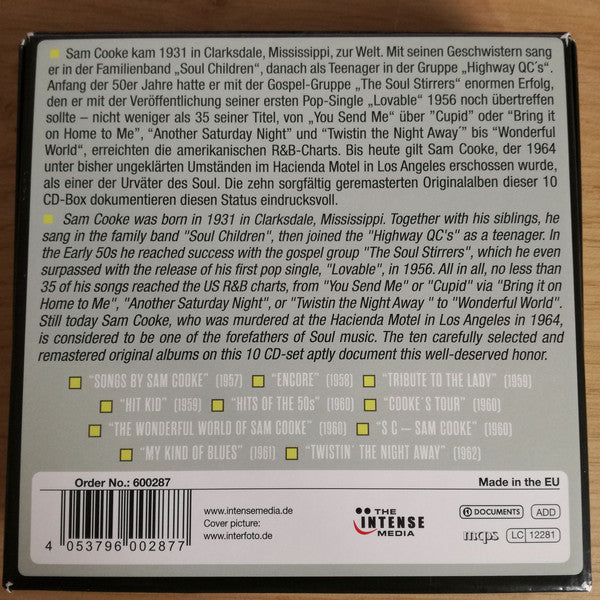 Sam Cooke kam 1931 in Clarksdale, Mississippi, zur Welt. Mit seinen Geschwistern sang
er in der Familienband „Soul Children“, danach als Teenager in der Gruppe „Highway QC´s“.
Anfang der 50er Jahre hatte er mit der Gospel-Gruppe „The Soul Stirrers“ enormen Erfolg,
den er mit der Veröffentlichung seiner ersten Pop-Single „Lovable“ 1956 noch übertreffen
sollte – nicht weniger als 35 seiner Titel, von „You Send Me“ über "Cupid" oder “Bring it
on Home to Me”, “Another Saturday Night” und “Twistin the Night Away´” bis “Wonderful
World“, erreichten die amerikanischen R&B-Charts. Bis heute gilt Sam Cooke, der 1964
unter bisher ungeklärten Umständen im Hacienda Motel in Los Angeles erschossen wurde,
als einer der Urväter des Soul. Die zehn sorgfältig geremasterten Originalalben dieser 10
CD-Box dokumentieren diesen Status eindrucksvoll.
Sam Cooke was born in 1931 in Clarksdale, Mississippi. Together with his siblings, he
sang in the family band "Soul Children", then joined the "Highway QC's" as a teenager. In
the Early 50s he reached success with the gospel group "The Soul Stirrers", which he even
surpassed with the release of his first pop single, "Lovable", in 1956. All in all, no less than
35 of his songs reached the US R&B charts, from "You Send Me" or "Cupid" via "Bring it on
Home to Me", "Another Saturday Night", or "Twistin the Night Away " to "Wonderful World".
Still today Sam Cooke, who was murdered at the Hacienda Motel in Los Angeles in 1964,
is considered to be one of the forefathers of Soul music. The ten carefully selected and
remastered original albums on this 10 CD-set aptly document this well-deserved honor.
“SONGS BY SAM COOKE” (1957) “ENCORE” (1958) “TRIBUTE TO THE LADY” (1959)
“HIT KID” (1959) “HITS OF THE 50s” (1960) “COOKE´S TOUR” (1960)
“THE WONDERFUL WORLD OF SAM COOKE” (1960) “S C – SAM COOKE” (1960)
“MY KIND OF BLUES” (1961) “TWISTIN´ THE NIGHT AWAY” (1962)
Order No.: 600287 Made in the EU
www.intensemedia.de
Cover picture:
www.interfoto.de
THE
INTENSE
MEDIA
DOCUMENTS ADD
mcps LC 12281
4 053796 002877